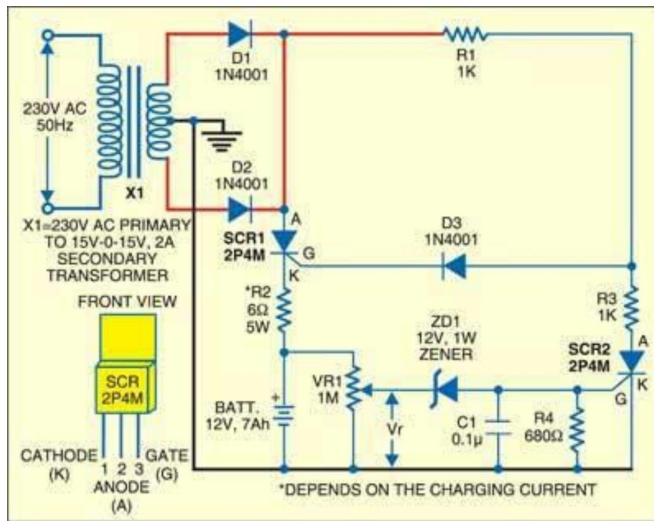 D1
1N4001
R1
1K
230V AC
50Hz
D2
1N4001
X1
X1=230V AC PRIMARY
TO 15V-0-15V, 2A
SECONDARY
TRANSFORMER
A
SCR1
2P4M
G
K
D3
1N4001
*R2
6Ω
5W
R3
1K
FRONT VIEW
SCR
2P4M
ZD1
12V, 1W
ZENER
SCR2
2P4M
A
K
G
VR1
1M
+
BATT.
12V, 7Ah
Vr
C1
0.1µ
R4
680Ω
CATHODE
(K)
1 2 3
GATE
(G)
ANODE
(A)
*DEPENDS ON THE CHARGING CURRENT